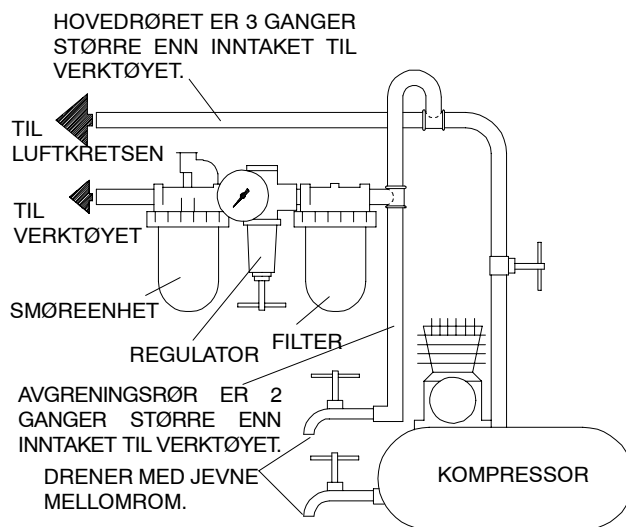 HOVEDRØRET ER 3 GANGER
STØRRE ENN INNTAKET TIL
VERKTØYET.
TIL
LUFTKRETSEN
TIL
VERKTØYET
SMØREENHET
REGULATOR
FILTER
AVGRENINGSRØR ER 2
GANGER STØRRE ENN
INNTAKET TIL VERKTØYET.
DRENER MED JEVNE
MELLOMROM.
KOMPRESSOR